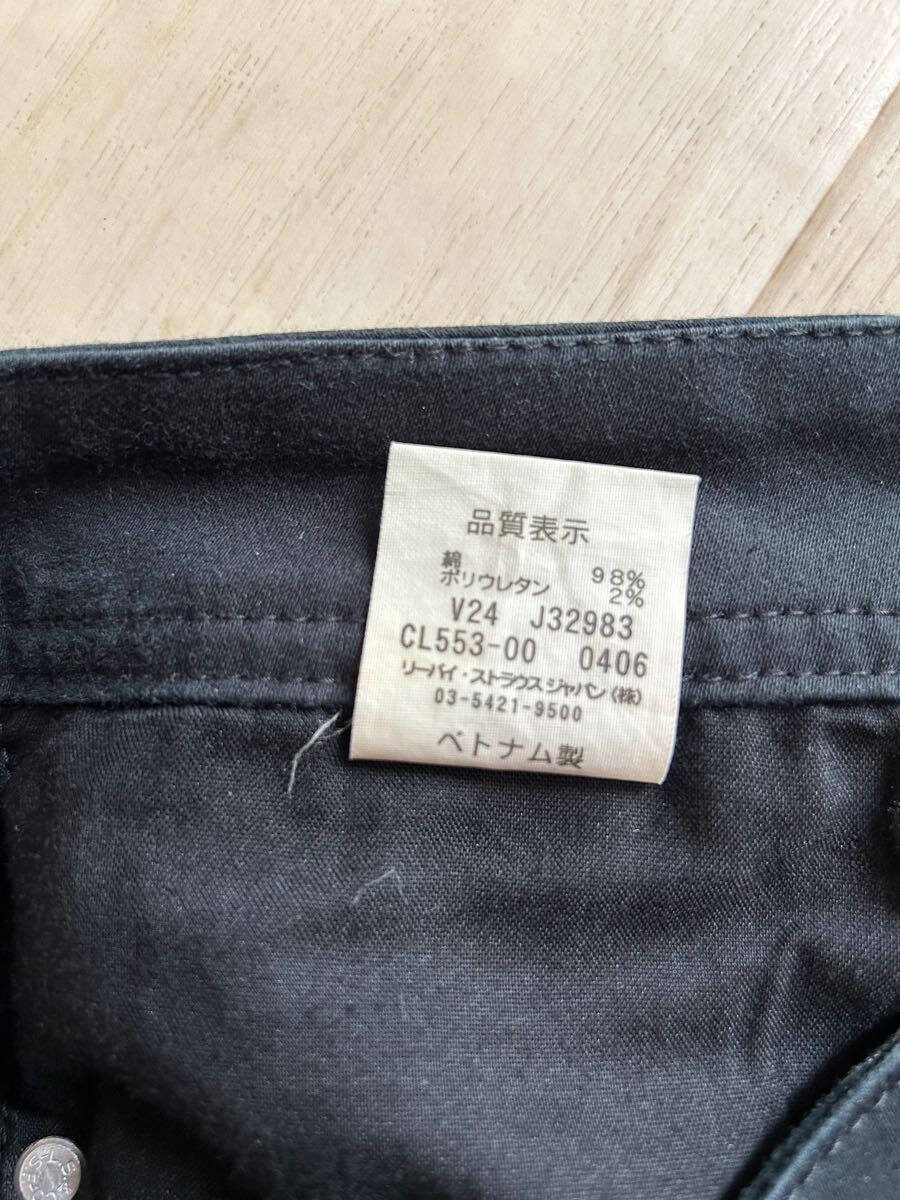 品質表示
綿 98%
ポリウレタン 2%
V24 J32983
CL553-00 0406
リーバイ・ストラウスジャパン(株)
03-5421-9500
ベトナム製